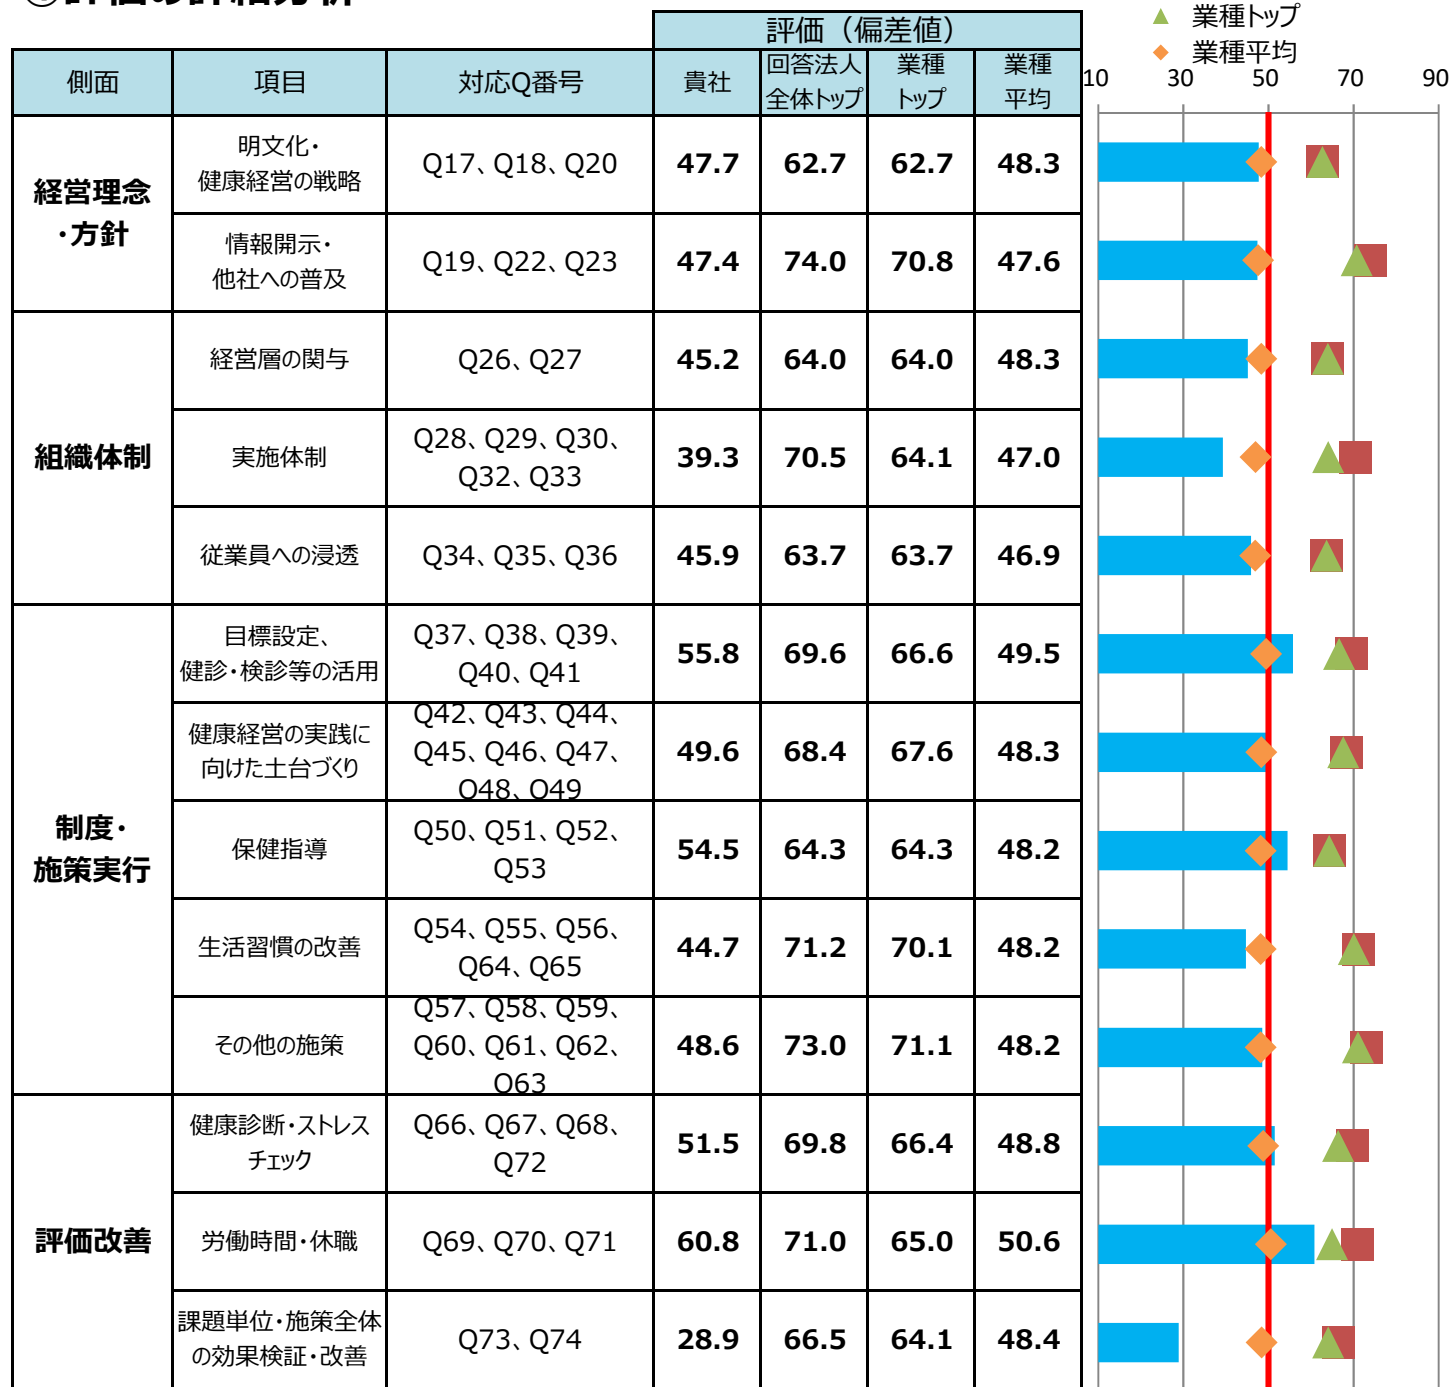 評価（偏差値）
▲ 業種トップ
◆ 業種平均
側面 項目 対応Q番号 貴社 回答法人全体トップ 業種トップ 業種平均
10 30 50 70 90
経営理念
・方針
明文化・
健康経営の戦略
Q17、Q18、Q20
47.7 62.7 62.7 48.3
情報開示・
他社への普及
Q19、Q22、Q23
47.4 74.0 70.8 47.6
組織体制
経営層の関与
Q26、Q27
45.2 64.0 64.0 48.3
実施体制
Q28、Q29、Q30、
Q32、Q33
39.3 70.5 64.1 47.0
従業員への浸透
Q34、Q35、Q36
45.9 63.7 63.7 46.9
制度・
施策実行
目標設定、
健診・検診等の活用
Q37、Q38、Q39、
Q40、Q41
55.8 69.6 66.6 49.5
健康経営の実践に
向けた土台づくり
Q42、Q43、Q44、
Q45、Q46、Q47、
Q48、Q49
49.6 68.4 67.6 48.3
保健指導
Q50、Q51、Q52、
Q53
54.5 64.3 64.3 48.2
生活習慣の改善
Q54、Q55、Q56、
Q64、Q65
44.7 71.2 70.1 48.2
その他の施策
Q57、Q58、Q59、
Q60、Q61、Q62、
Q63
48.6 73.0 71.1 48.2
評価改善
健康診断・ストレス
チェック
Q66、Q67、Q68、
Q72
51.5 69.8 66.4 48.8
労働時間・休職
Q69、Q70、Q71
60.8 71.0 65.0 50.6
課題単位・施策全体
の効果検証・改善
Q73、Q74
28.9 66.5 64.1 48.4